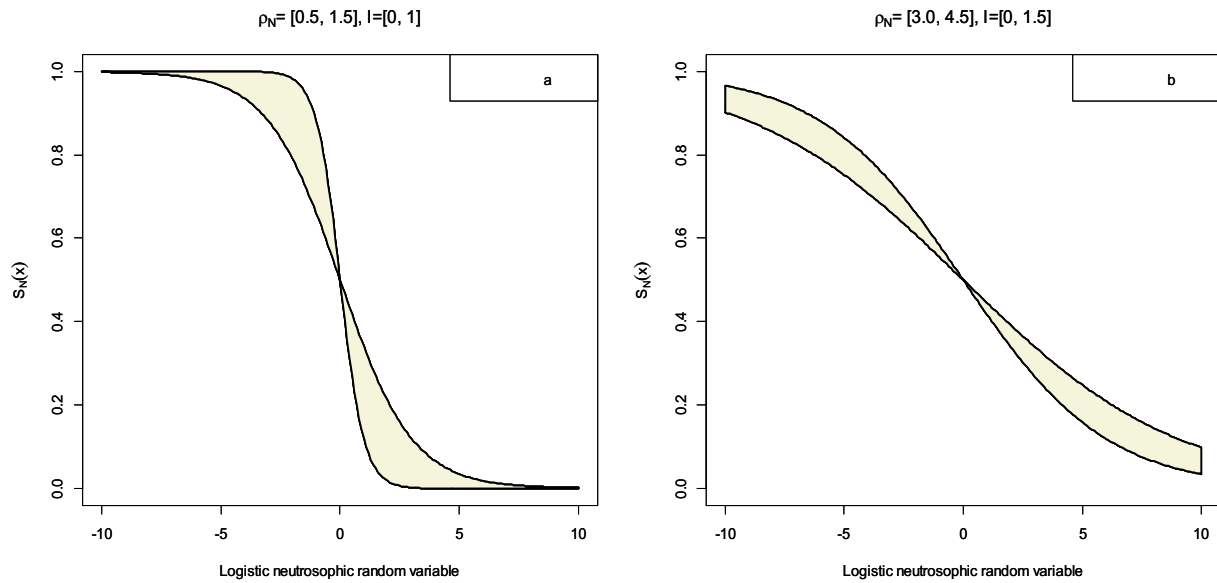 ρN= [0.5, 1.5], I=[0, 1]
a
1.0
0.8
0.6
0.4
0.2
0.0
SN(x)
-10 -5 0 5 10
Logistic neutrosophic random variable
ρN= [3.0, 4.5], I=[0, 1.5]
b
1.0
0.8
0.6
0.4
0.2
0.0
SN(x)
-10 -5 0 5 10
Logistic neutrosophic random variable